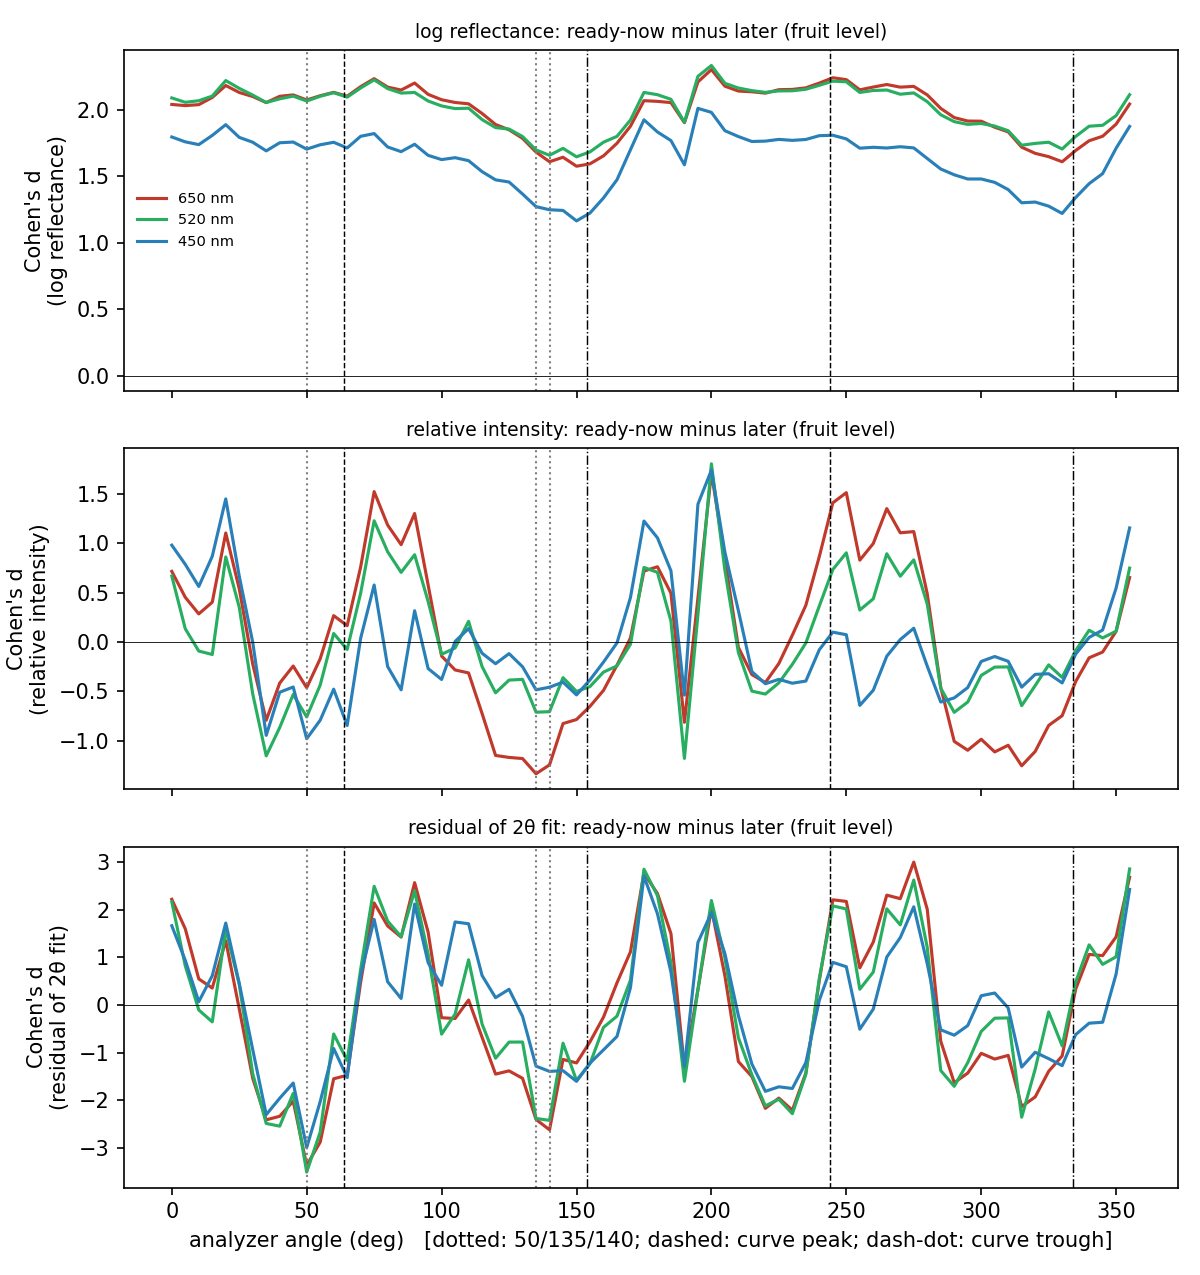 log reflectance: ready-now minus later (fruit level)
Cohen's d
(log reflectance)
2.0
1.5
1.0
0.5
0.0
650 nm
520 nm
450 nm
relative intensity: ready-now minus later (fruit level)
Cohen's d
(relative intensity)
1.5
1.0
0.5
0.0
−0.5
−1.0
residual of 2θ fit: ready-now minus later (fruit level)
Cohen's d
(residual of 2θ fit)
3
2
1
0
−1
−2
−3
0 50 100 150 200 250 300 350
analyzer angle (deg) [dotted: 50/135/140; dashed: curve peak; dash-dot: curve trough]